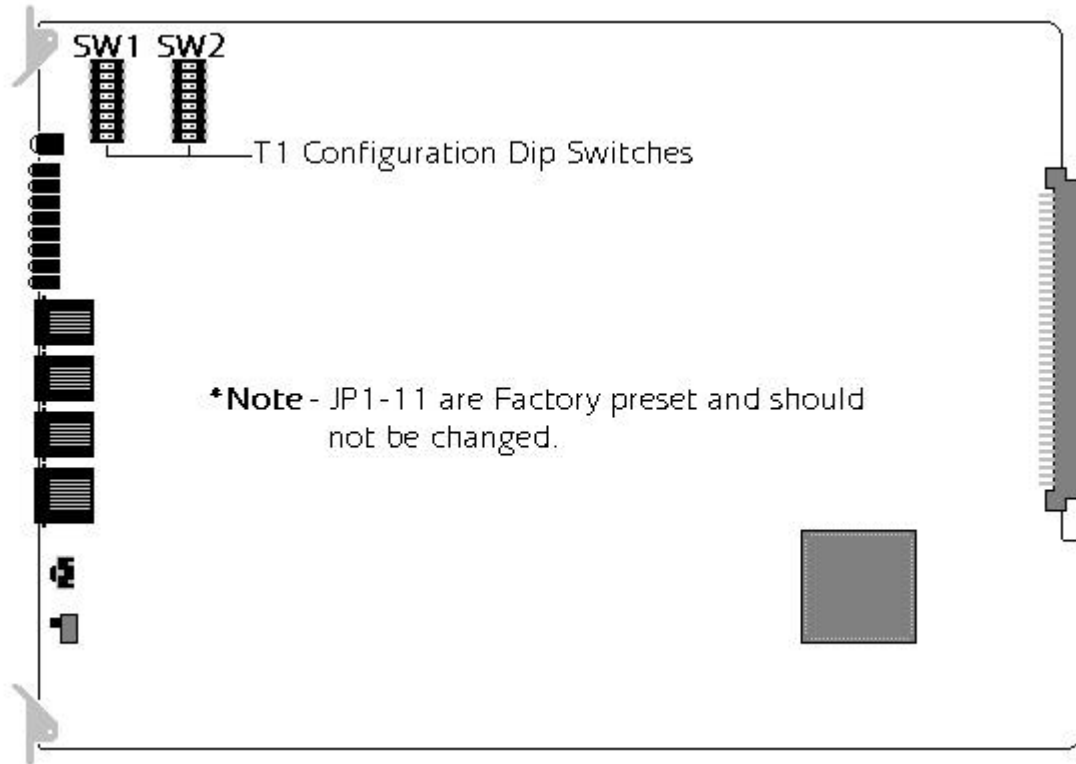 SW1 SW2
T1 Configuration Dip Switches
*Note - JP1-11 are Factory preset and should
not be changed.